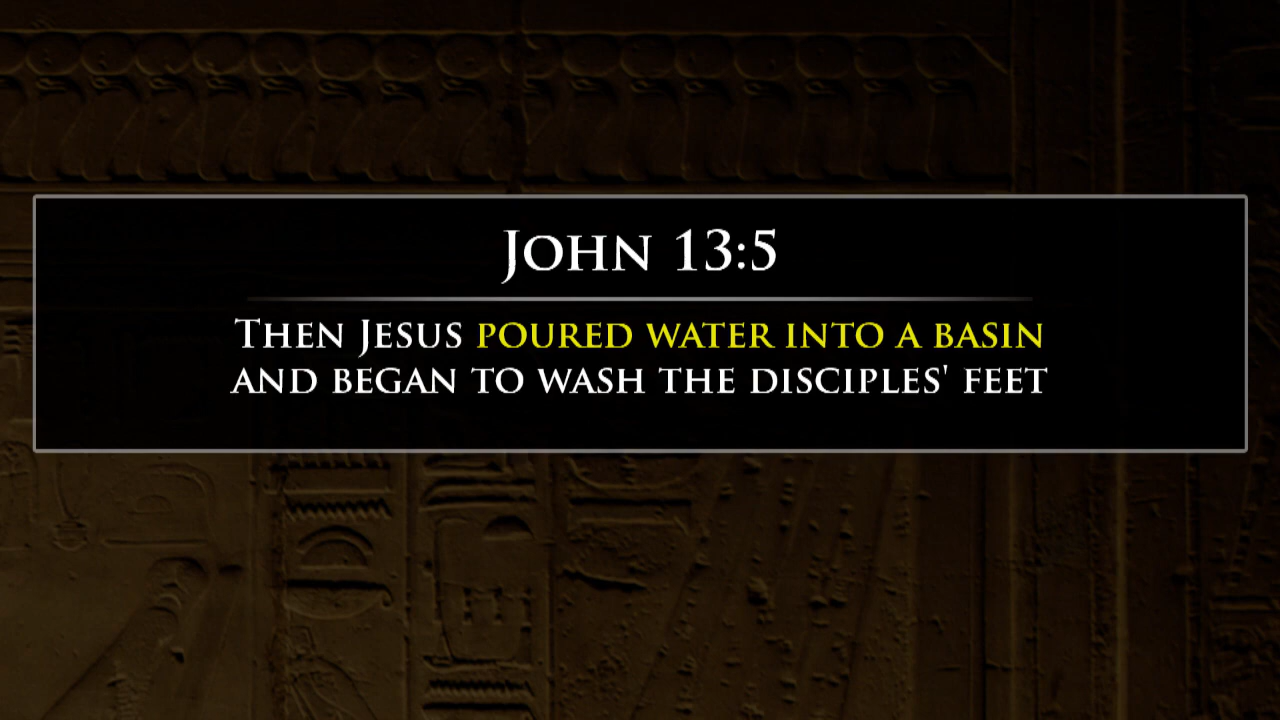 John 13:5
Then Jesus poured water into a basin
and began to wash the disciples' feet